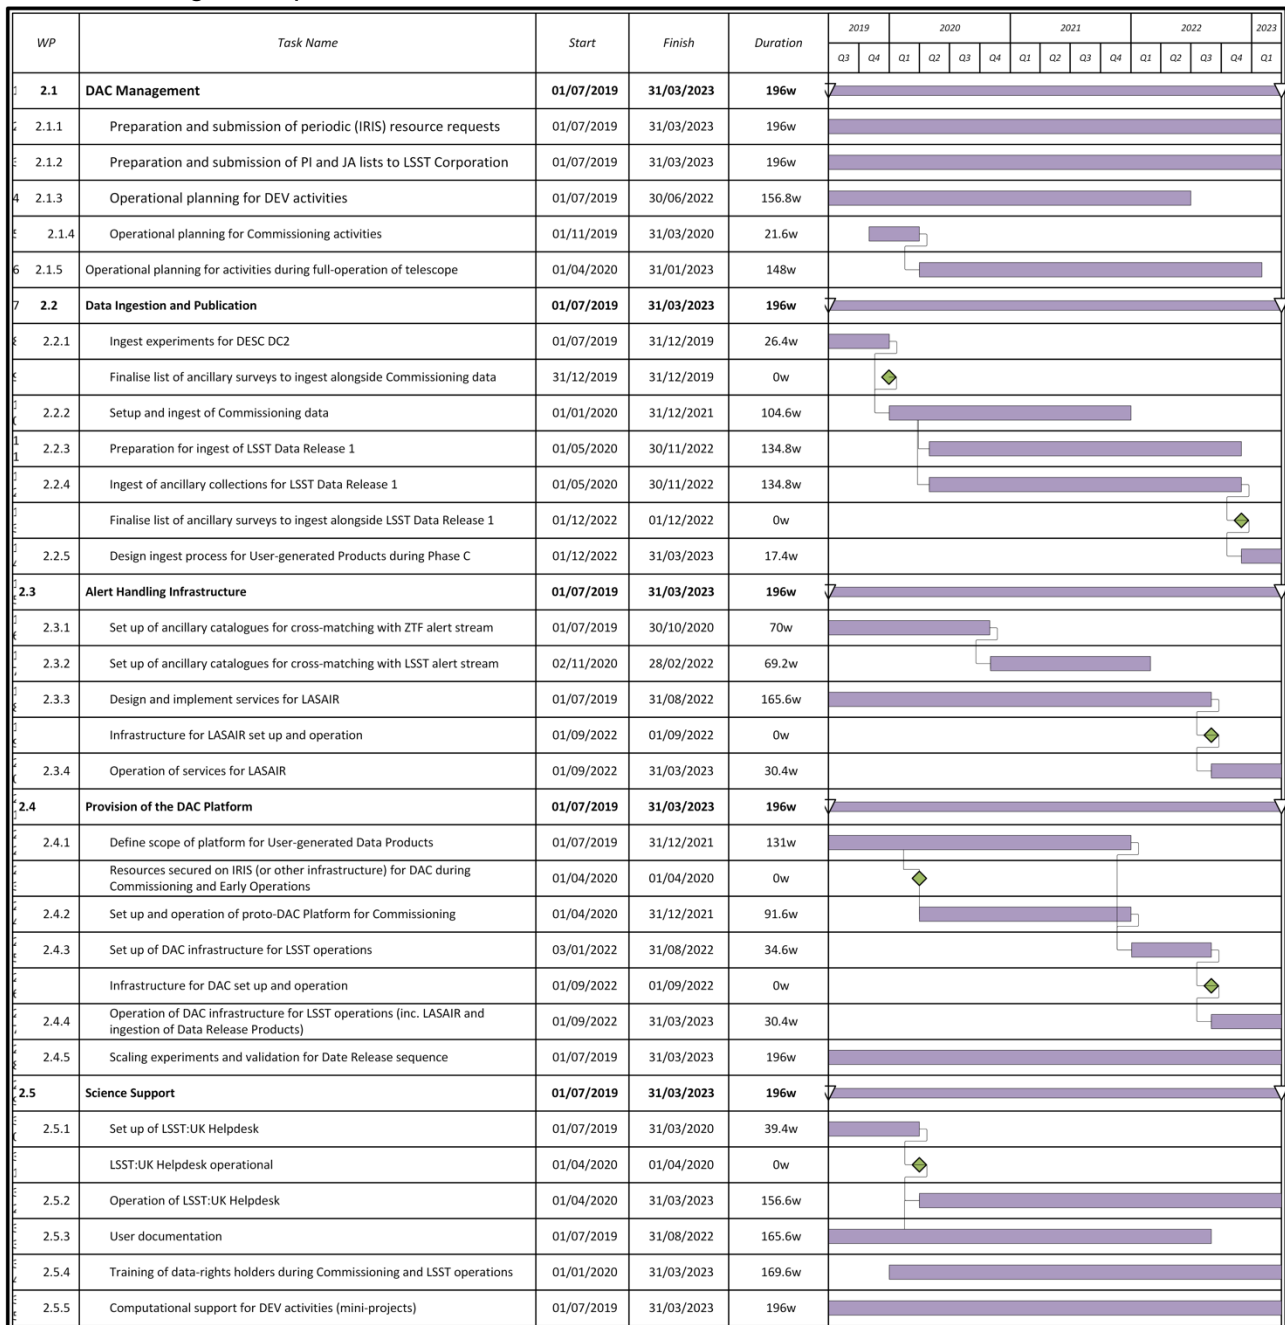 WP Task Name Start Finish Duration 2019 2020 2021 2022 2023
Q3 Q4 Q1 Q2 Q3 Q4 Q1 Q2 Q3 Q4 Q1 Q2 Q3 Q4 Q1
2.1 DAC Management 01/07/2019 31/03/2023 196w
2.1.1 Preparation and submission of periodic (IRIS) resource requests 01/07/2019 31/03/2023 196w
2.1.2 Preparation and submission of PI and JA lists to LSST Corporation 01/07/2019 31/03/2023 196w
4 2.1.3 Operational planning for DEV activities 01/07/2019 30/06/2022 156.8w
2.1.4 Operational planning for Commissioning activities 01/11/2019 31/03/2020 21.6w
6 2.1.5 Operational planning for activities during full-operation of telescope 01/04/2020 31/01/2023 148w
7 2.2 Data Ingestion and Publication 01/07/2019 31/03/2023 196w
2.2.1 Ingest experiments for DESC DC2 01/07/2019 31/12/2019 26.4w
Finalise list of ancillary surveys to ingest alongside Commissioning data 31/12/2019 31/12/2019 0w
2.2.2 Setup and ingest of Commissioning data 01/01/2020 31/12/2021 104.6w
2.2.3 Preparation for ingest of LSST Data Release 1 01/05/2020 30/11/2022 134.8w
2.2.4 Ingest of ancillary collections for LSST Data Release 1 01/05/2020 30/11/2022 134.8w
Finalise list of ancillary surveys to ingest alongside LSST Data Release 1 01/12/2022 01/12/2022 0w
2.2.5 Design ingest process for User-generated Products during Phase C 01/12/2022 31/03/2023 17.4w
2.3 Alert Handling Infrastructure 01/07/2019 31/03/2023 196w
2.3.1 Set up of ancillary catalogues for cross-matching with ZTF alert stream 01/07/2019 30/10/2020 70w
2.3.2 Set up of ancillary catalogues for cross-matching with LSST alert stream 02/11/2020 28/02/2022 69.2w
2.3.3 Design and implement services for LASAIR 01/07/2019 31/08/2022 165.6w
Infrastructure for LASAIR set up and operation 01/09/2022 01/09/2022 0w
2.3.4 Operation of services for LASAIR 01/09/2022 31/03/2023 30.4w
2.4 Provision of the DAC Platform 01/07/2019 31/03/2023 196w
2.4.1 Define scope of platform for User-generated Data Products 01/07/2019 31/12/2021 131w
Resources secured on IRIS (or other infrastructure) for DAC during
Commissioning and Early Operations 01/04/2020 01/04/2020 0w
2.4.2 Set up and operation of proto-DAC Platform for Commissioning 01/04/2020 31/12/2021 91.6w
2.4.3 Set up of DAC infrastructure for LSST operations 03/01/2022 31/08/2022 34.6w
Infrastructure for DAC set up and operation 01/09/2022 01/09/2022 0w
2.4.4 Operation of DAC infrastructure for LSST operations (inc. LASAIR and
ingestion of Data Release Products) 01/09/2022 31/03/2023 30.4w
2.4.5 Scaling experiments and validation for Date Release sequence 01/07/2019 31/03/2023 196w
2.5 Science Support 01/07/2019 31/03/2023 196w
2.5.1 Set up of LSST:UK Helpdesk 01/07/2019 31/03/2020 39.4w
LSST:UK Helpdesk operational 01/04/2020 01/04/2020 0w
2.5.2 Operation of LSST:UK Helpdesk 01/04/2020 31/03/2023 156.6w
2.5.3 User documentation 01/07/2019 31/08/2022 165.6w
2.5.4 Training of data-rights holders during Commissioning and LSST operations 01/01/2020 31/03/2023 169.6w
2.5.5 Computational support for DEV activities (mini-projects) 01/07/2019 31/03/2023 196w